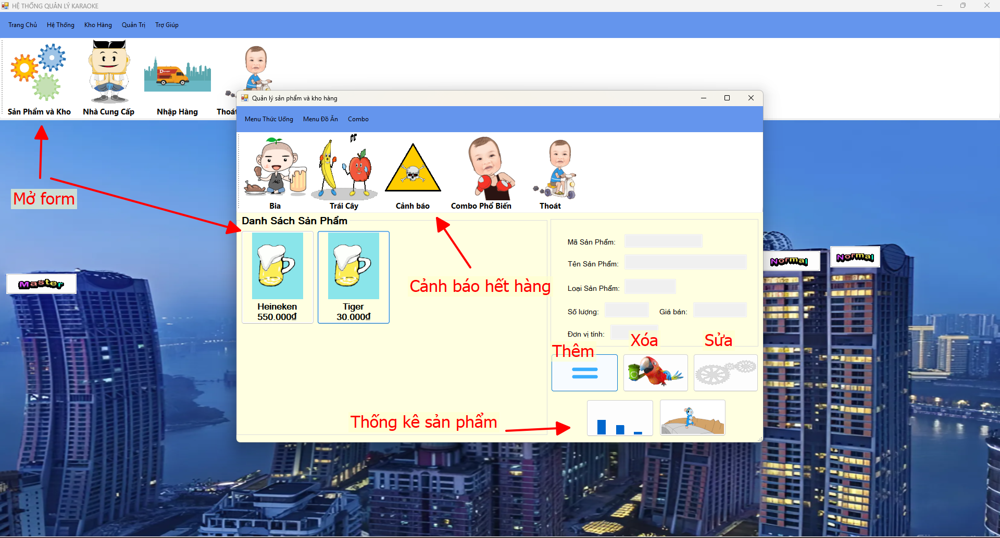 HỆ THỐNG QUẢN LÝ KARAOKE
Trang Chủ Hệ Thống Kho Hàng Quản Trị Trợ Giúp
Sản Phẩm và Kho Nhà Cung Cấp Nhập Hàng Thoát
Quản lý sản phẩm và kho hàng
Menu Thức Uống Menu Đồ Ăn Combo
Bia Trái Cây Cảnh báo Combo Phổ Biến Thoát
Mở form
Danh Sách Sản Phẩm
Heineken
550.000₫
Tiger
30.000₫
Cảnh báo hết hàng
Mã Sản Phẩm:
Tên Sản Phẩm:
Loại Sản Phẩm:
Số lượng: Giá bán:
Đơn vị tính:
Thêm Xóa Sửa
Thống kê sản phẩm
Master
Normal
Normal